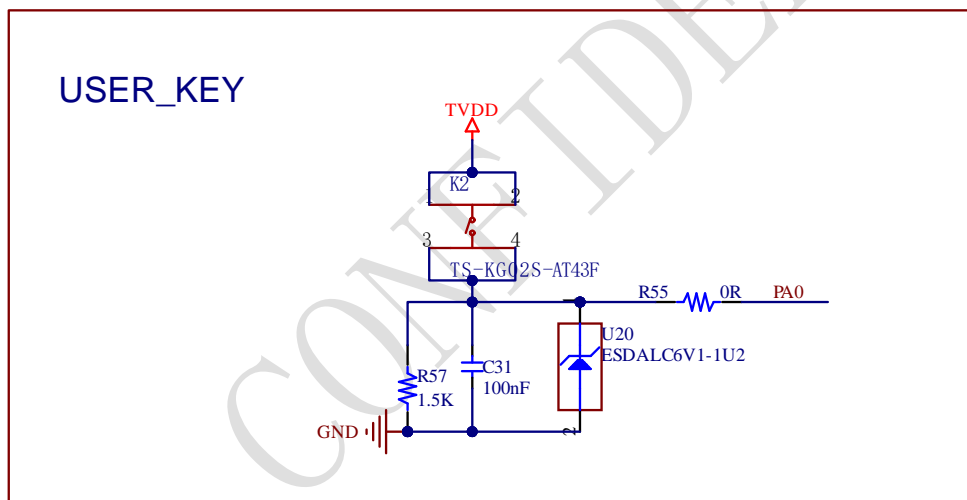 CONFIDE
USER_KEY
TVDD
K2
1
2
3
4
TS-KG02S-AT43F
R55
0R
PA0
U20
ESDALC6V1-1U2
R57
1.5K
C31
100nF
GND
2